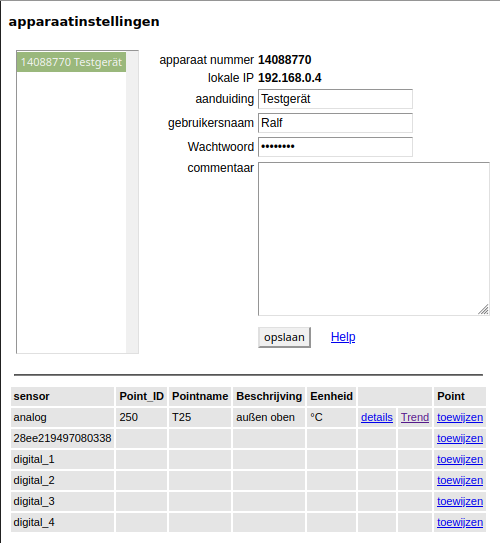 apparaatinstellingen
14088770 Testgerät
apparaat nummer 14088770
lokale IP 192.168.0.4
aanduiding Testgerät
gebruikersnaam Ralf
Wachtwoord ••••••••
commentaar
opslaan Help
sensor Point_ID Pointname Beschrijving Eenheid Point
analog 250 T25 außen oben °C details Trend toewijzen
28ee219497080338 toewijzen
digital_1 toewijzen
digital_2 toewijzen
digital_3 toewijzen
digital_4 toewijzen